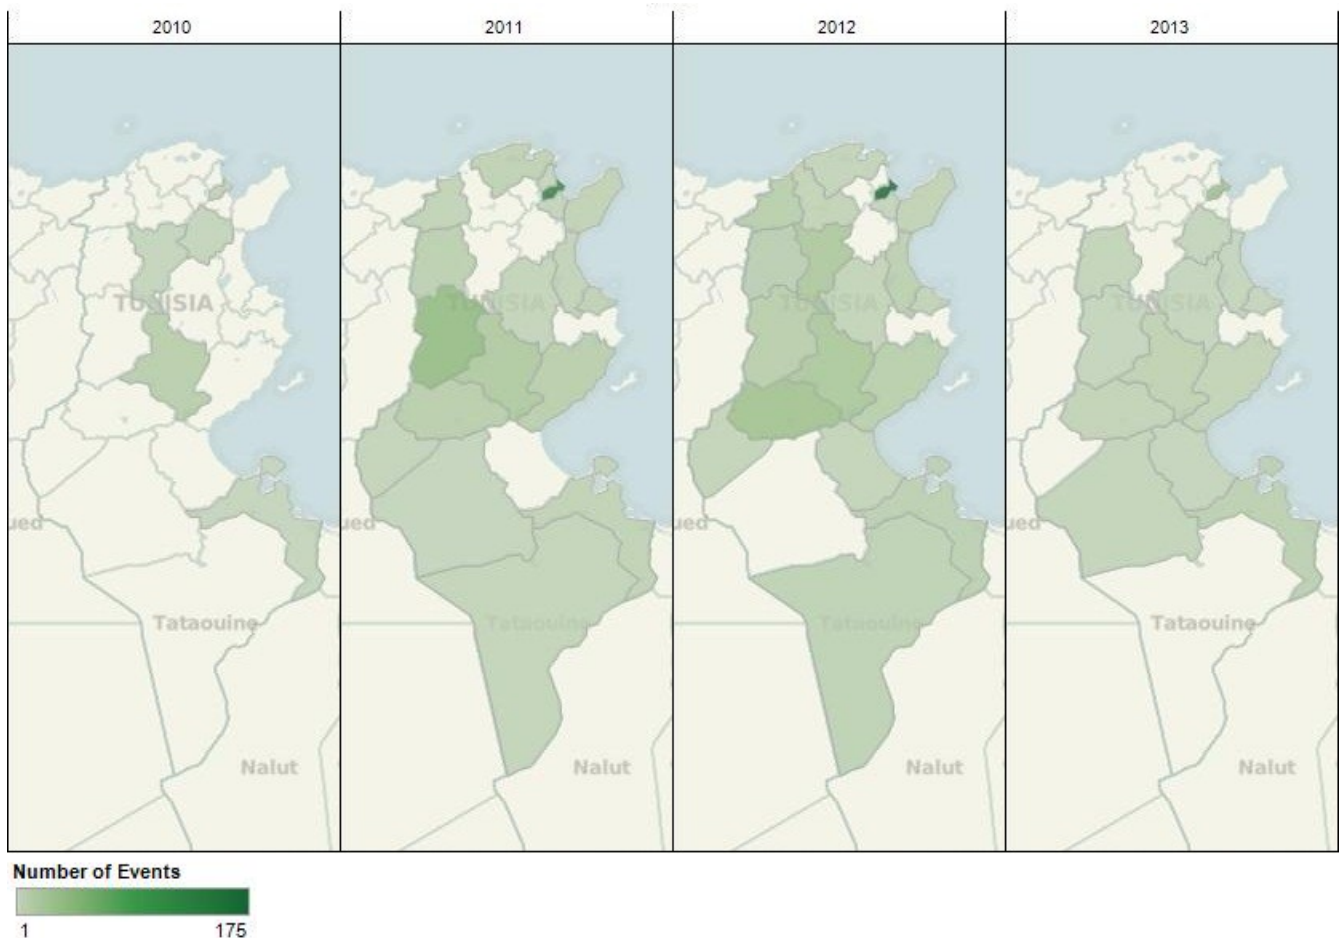 2010 2011 2012 2013
TUNISIA TUNISIA TUNISIA TUNISIA
ued ued ued ued
Tataouine Tataouine Tataouine Tataouine
Nalut Nalut Nalut Nalut
Number of Events
1 175